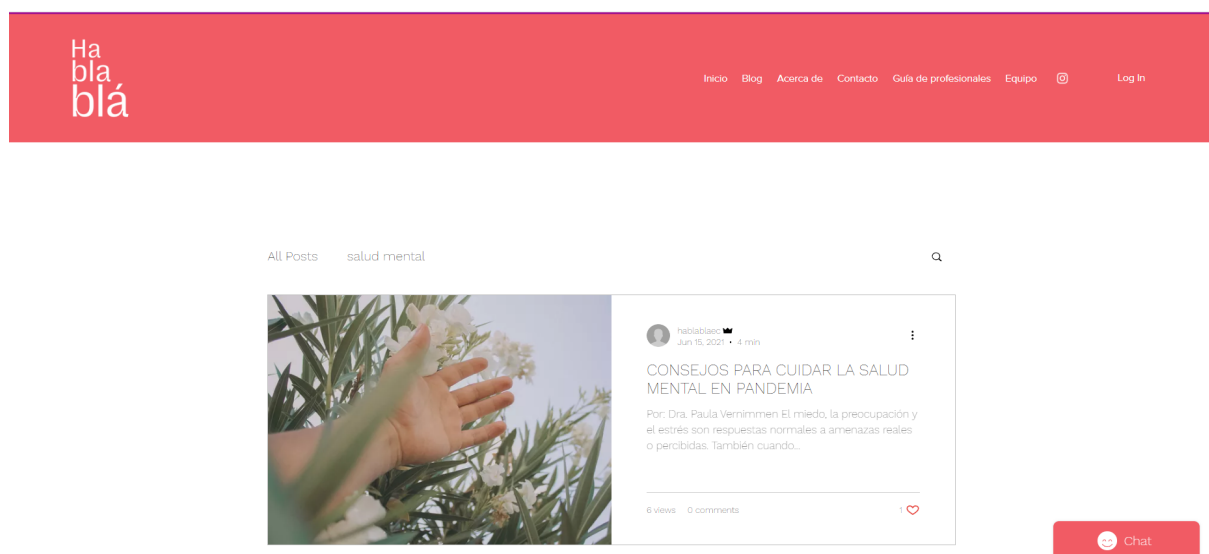 Ha
bla
blá
Inicio Blog Acerca de Contacto Guía de profesionales Equipo Log In
All Posts salud mental
hablablaec
Jun 15, 2021 • 4 min
CONSEJOS PARA CUIDAR LA SALUD
MENTAL EN PANDEMIA
Por: Dra. Paula Vernimmen El miedo, la preocupación y
el estrés son respuestas normales a amenazas reales
o percibidas. También cuando...
6 views 0 comments 1
Chat